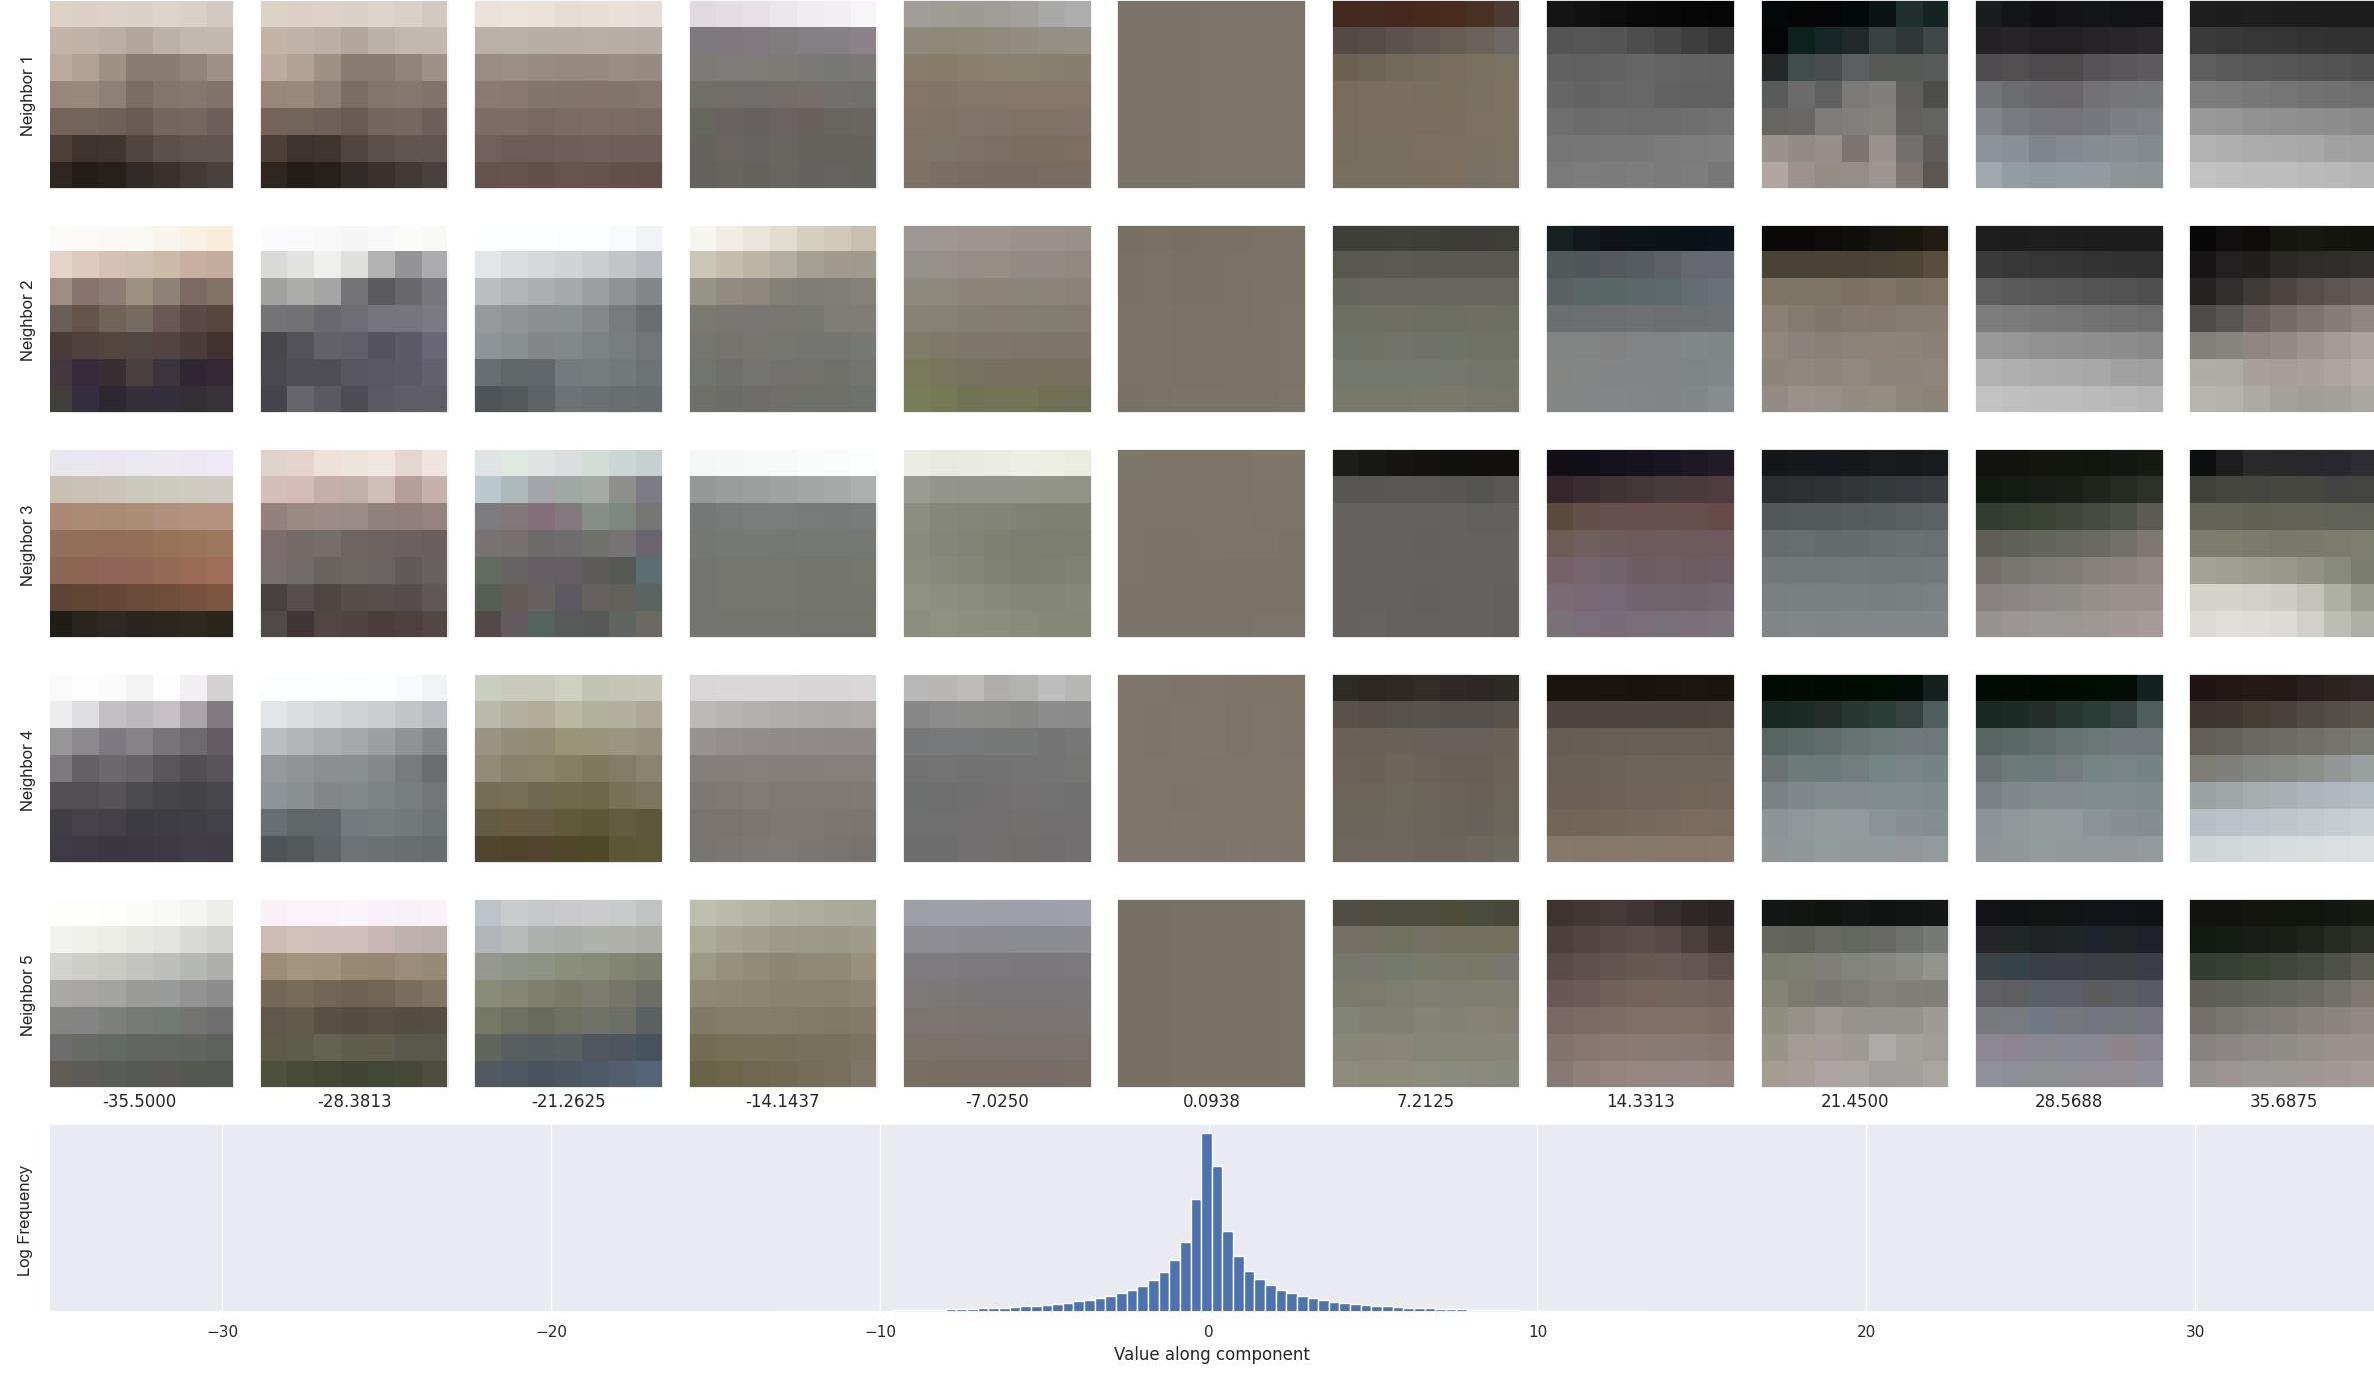 Neighbor 1
Neighbor 2
Neighbor 3
Neighbor 4
Neighbor 5
-35.5000 -28.3813 -21.2625 -14.1437 -7.0250 0.0938 7.2125 14.3313 21.4500 28.5688 35.6875
Log Frequency
−30 −20 −10 0 10 20 30
Value along component